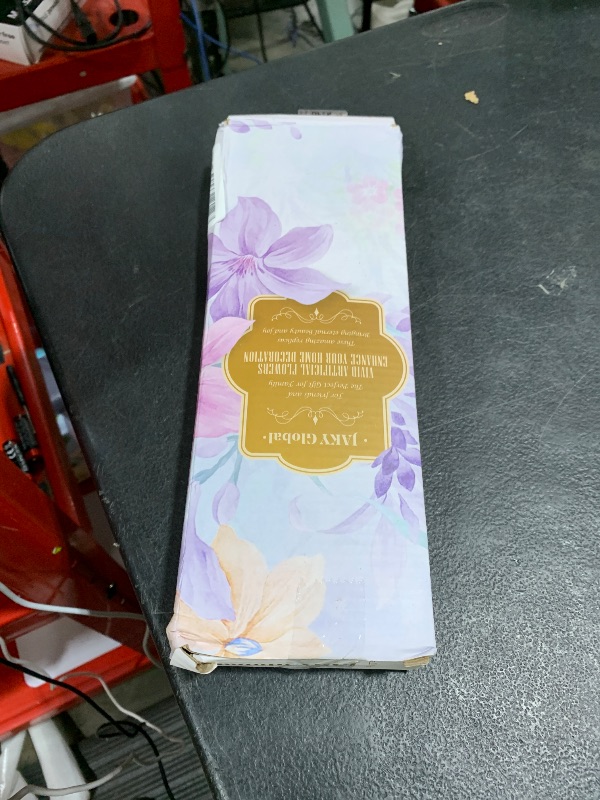 · JAKY Global ·
For friends and
The Perfect Gift for Family
VIVID ARTIFICIAL FLOWERS
ENHANCE YOUR HOME DECORATION
These amazing replicas
Bringing eternal beauty and joy